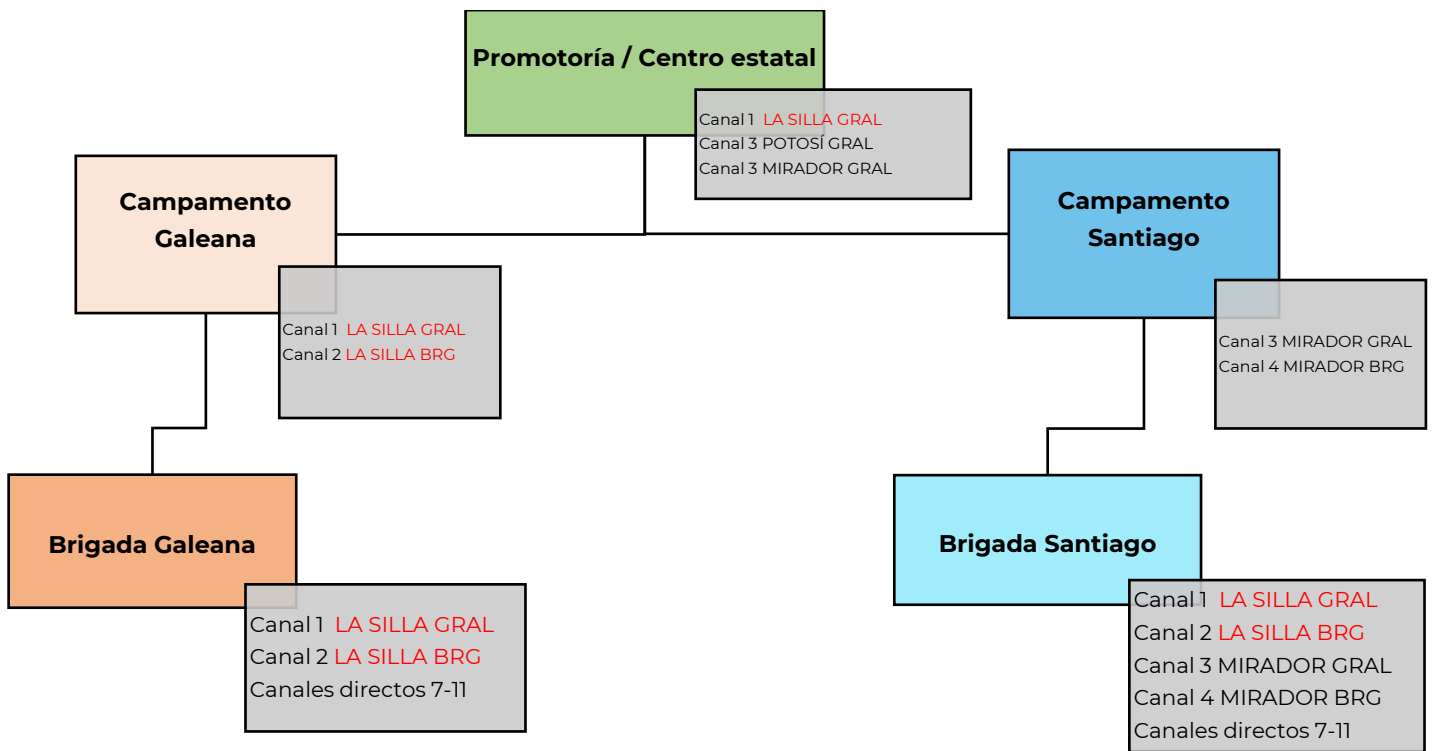 Promotoría / Centro estatal
Canal 1 LA SILLA GRAL
Canal 3 POTOSÍ GRAL
Canal 3 MIRADOR GRAL
Campamento
Galeana
Canal 1 LA SILLA GRAL
Canal 2 LA SILLA BRG
Campamento
Santiago
Canal 3 MIRADOR GRAL
Canal 4 MIRADOR BRG
Brigada Galeana
Canal 1 LA SILLA GRAL
Canal 2 LA SILLA BRG
Canales directos 7-11
Brigada Santiago
Canal 1 LA SILLA GRAL
Canal 2 LA SILLA BRG
Canal 3 MIRADOR GRAL
Canal 4 MIRADOR BRG
Canales directos 7-11